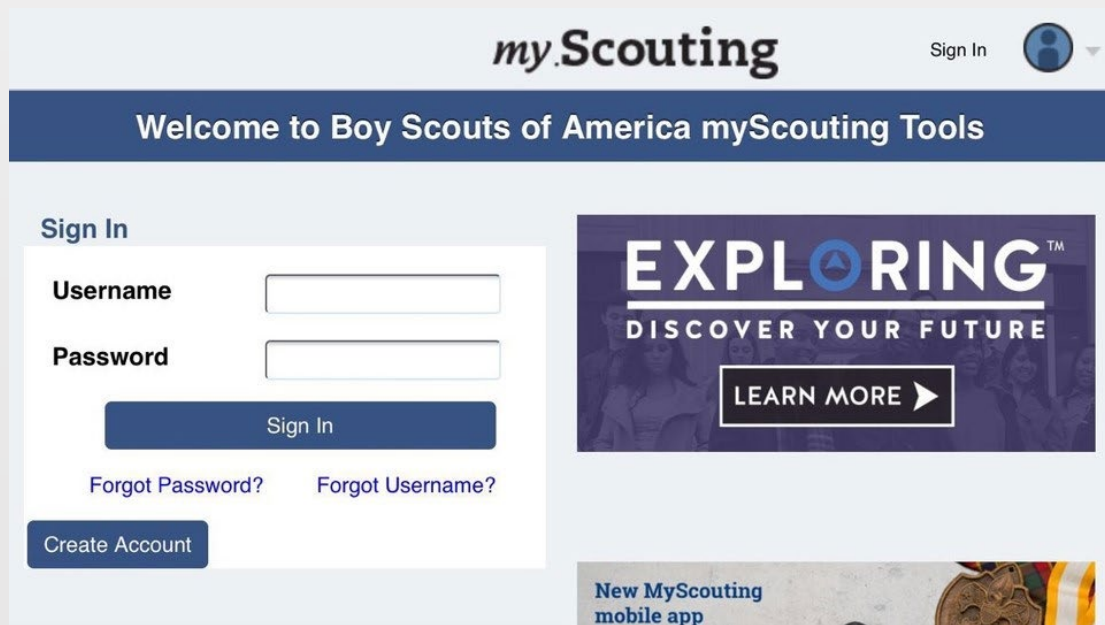 my.Scouting
Sign In
Welcome to Boy Scouts of America myScouting Tools
Sign In
Username
Password
Sign In
Forgot Password? Forgot Username?
Create Account
EXPLORING™
DISCOVER YOUR FUTURE
LEARN MORE
New MyScouting
mobile app